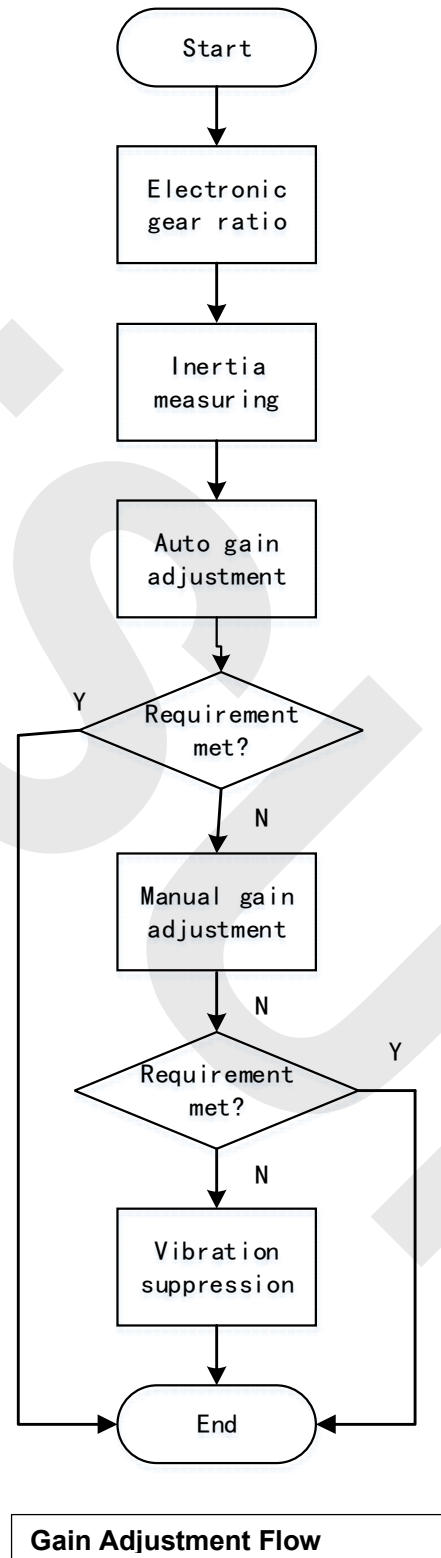 Start
Electronic
gear ratio
Inertia
measuring
Auto gain
adjustment
Y
Requirement
met?
N
Manual gain
adjustment
N
Y
Requirement
met?
N
Vibration
suppression
End
Gain Adjustment Flow